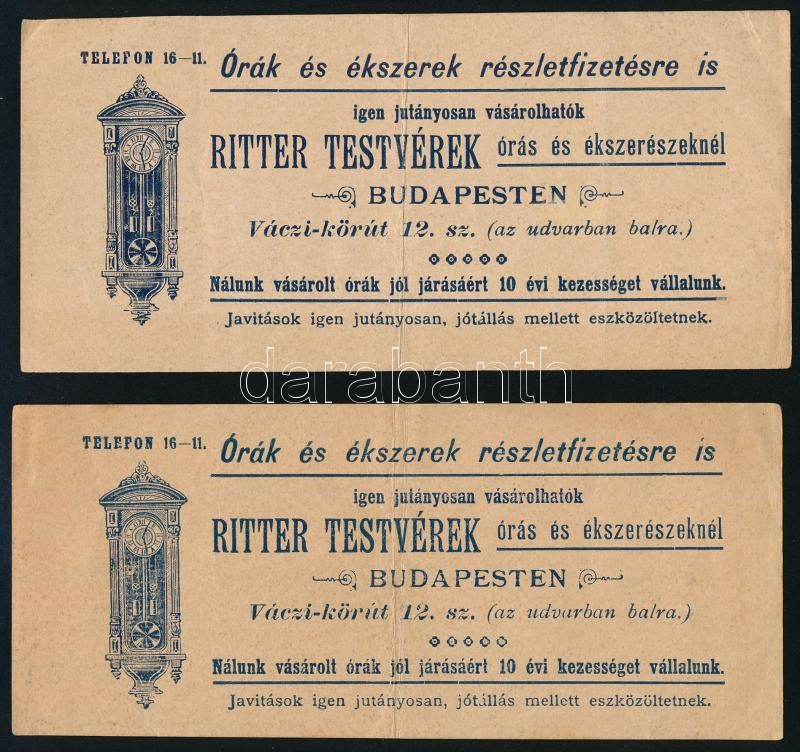 TELEFON 16—11.
Órák és ékszerek részletfizetésre is
igen jutányosan vásárolhatók
RITTER TESTVÉREK órás és ékszerészeknél
BUDAPESTEN
Váczi-körút 12. sz. (az udvarban balra.)
Nálunk vásárolt órák jól járásáért 10 évi kezességet vállalunk.
Javitások igen jutányosan, jótállás mellett eszközöltetnek.
darabanth
TELEFON 16—11.
Órák és ékszerek részletfizetésre is
igen jutányosan vásárolhatók
RITTER TESTVÉREK órás és ékszerészeknél
BUDAPESTEN
Váczi-körút 12. sz. (az udvarban balra.)
Nálunk vásárolt órák jól járásáért 10 évi kezességet vállalunk.
Javitások igen jutányosan, jótállás mellett eszközöltetnek.